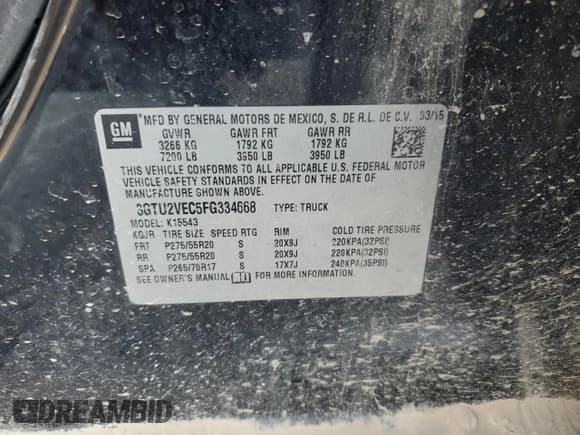 GM
*MFD BY GENERAL MOTORS DE MEXICO, S. DE R.L. DE C.V. 03/15
GVWR GAWR FRT GAWR RR
3266 KG 1792 KG 1792 KG
7200 LB 3950 LB 3950 LB
THIS VEHICLE CONFORMS TO ALL APPLICABLE U.S. FEDERAL MOTOR
VEHICLE SAFETY STANDARDS IN EFFECT ON THE DATE OF
MANUFACTURE SHOWN ABOVE.
3GTU2VEC5FG334668 TYPE: TRUCK
MODEL: K15543
KGJR TIRE SIZE SPEED RTG RIM COLD TIRE PRESSURE
FRT P275/55R20 S 20X9J 220KPA(32PSI)
RR P275/55R20 S 20X9J 220KPA(32PSI)
SPA P265/70R17 S 17X7J 240KPA(35PSI)
SEE OWNER'S MANUAL
DREAMBID